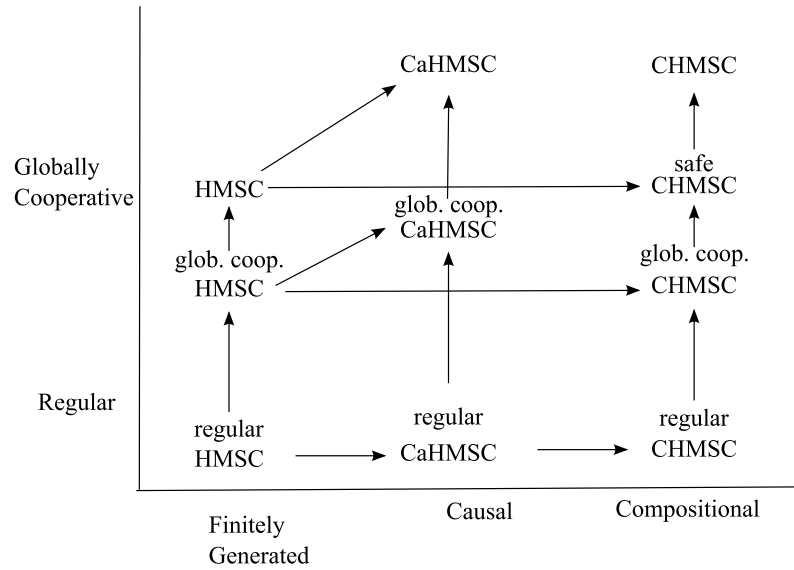 CaHMSC
CHMSC
Globally
Cooperative
HMSC
safe
CHMSC
glob. coop.
CaHMSC
glob. coop.
HMSC
glob. coop.
CHMSC
Regular
regular
HMSC
regular
CaHMSC
regular
CHMSC
Finitely
Generated
Causal
Compositional